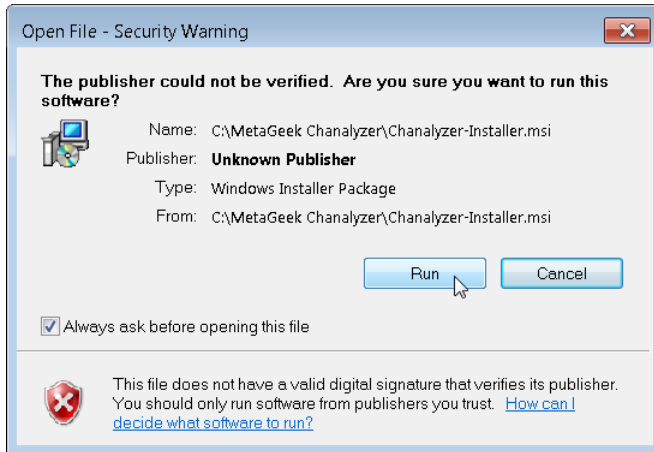 Open File - Security Warning
The publisher could not be verified. Are you sure you want to run this
software?
Name: C:\MetaGeek Chanalyzer\Chanalyzer-Installer.msi
Publisher: Unknown Publisher
Type: Windows Installer Package
From: C:\MetaGeek Chanalyzer\Chanalyzer-Installer.msi
Run Cancel
Always ask before opening this file
This file does not have a valid digital signature that verifies its publisher.
You should only run software from publishers you trust. How can I
decide what software to run?